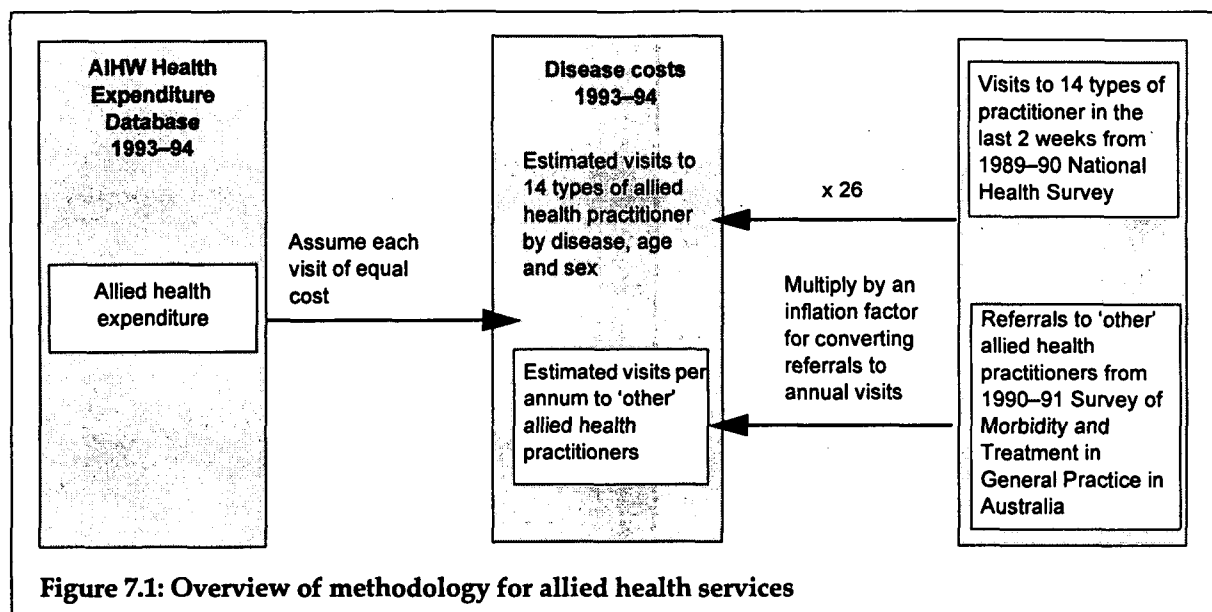 AIHW Health
Expenditure
Database
1993–94
Allied health
expenditure
Assume each
visit of equal
cost
Disease costs
1993–94
Estimated visits to
14 types of allied
health practitioner
by disease, age
and sex
Estimated visits per
annum to 'other'
allied health
practitioners
x 26
Multiply by an
inflation factor
for converting
referrals to
annual visits
Visits to 14 types of
practitioner in the
last 2 weeks from
1989–90 National
Health Survey
Referrals to 'other'
allied health
practitioners from
1990–91 Survey of
Morbidity and
Treatment in
General Practice in
Australia
Figure 7.1: Overview of methodology for allied health services